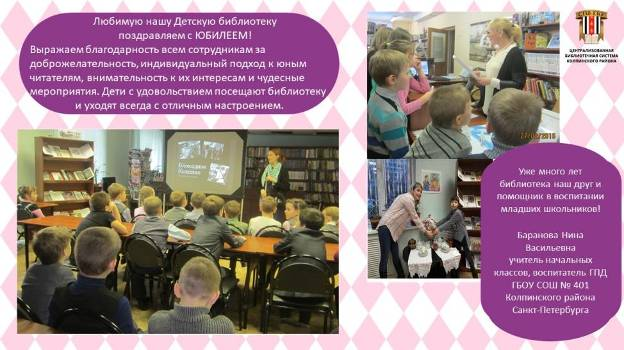 Любимую нашу Детскую библиотеку
поздравляем с ЮБИЛЕЕМ!
Выражаем благодарность всем сотрудникам за
доброжелательность, индивидуальный подход к юным
читателям, внимательность к их интересам и чудесные
мероприятия. Дети с удовольствием посещают библиотеку
и уходят всегда с отличным настроением.
ЦЕНТРАЛИЗОВАННАЯ
БИБЛИОТЕЧНАЯ СИСТЕМА
КОЛПИНСКОГО РАЙОНА
Уже много лет
библиотека наш друг и
помощник в воспитании
младших школьников!
Баранова Нина
Васильевна
учитель начальных
классов, воспитатель ГПД
ГБОУ СОШ № 401
Колпинского района
Санкт-Петербурга